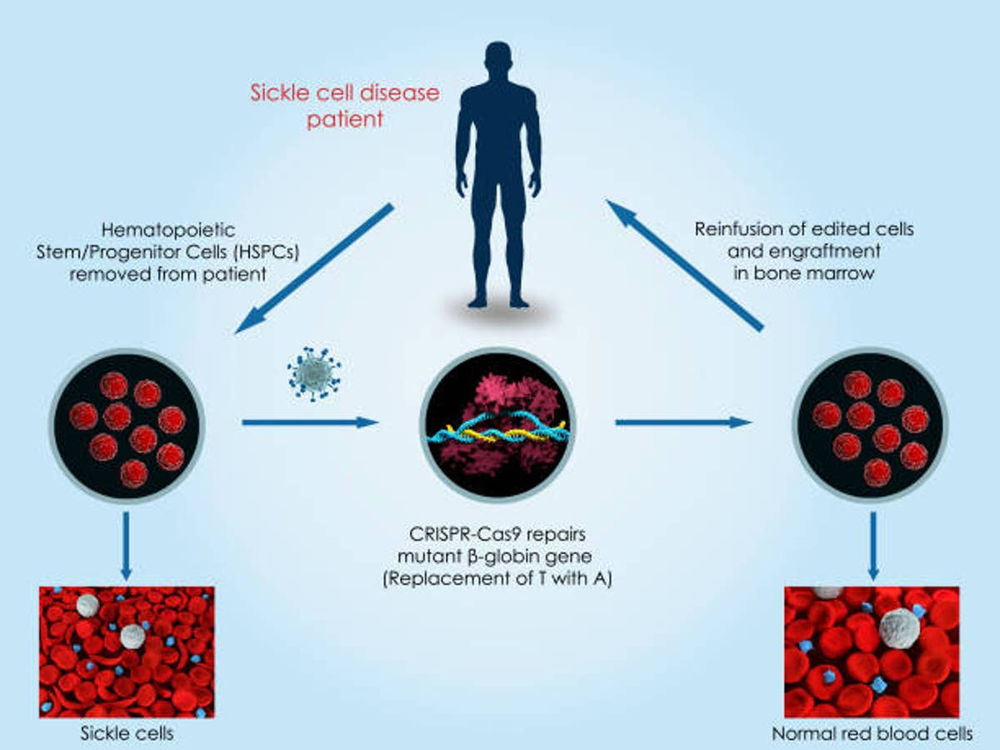 Sickle cell disease
patient
Hematopoietic
Stem/Progenitor Cells (HSPCs)
removed from patient
Reinfusion of edited cells
and engraftment
in bone marrow
CRISPR-Cas9 repairs
mutant β-globin gene
(Replacement of T with A)
Sickle cells
Normal red blood cells